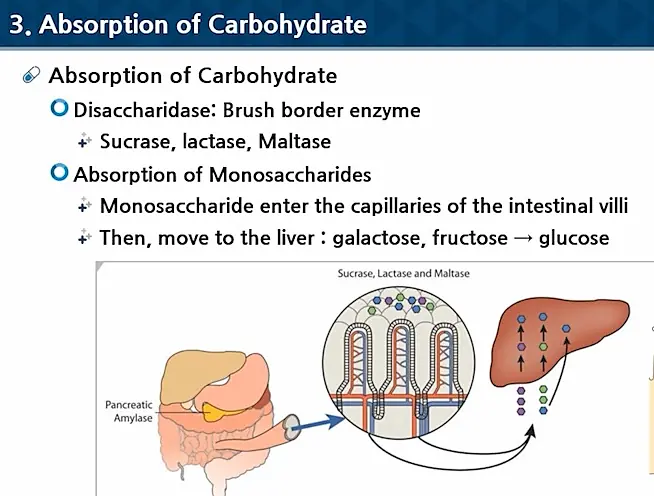 3. Absorption of Carbohydrate
Absorption of Carbohydrate
Disaccharidase: Brush border enzyme
Sucrase, lactase, Maltase
Absorption of Monosaccharides
Monosaccharide enter the capillaries of the intestinal villi
Then, move to the liver : galactose, fructose → glucose
Sucrase, Lactase and Maltase
Pancreatic
Amylase